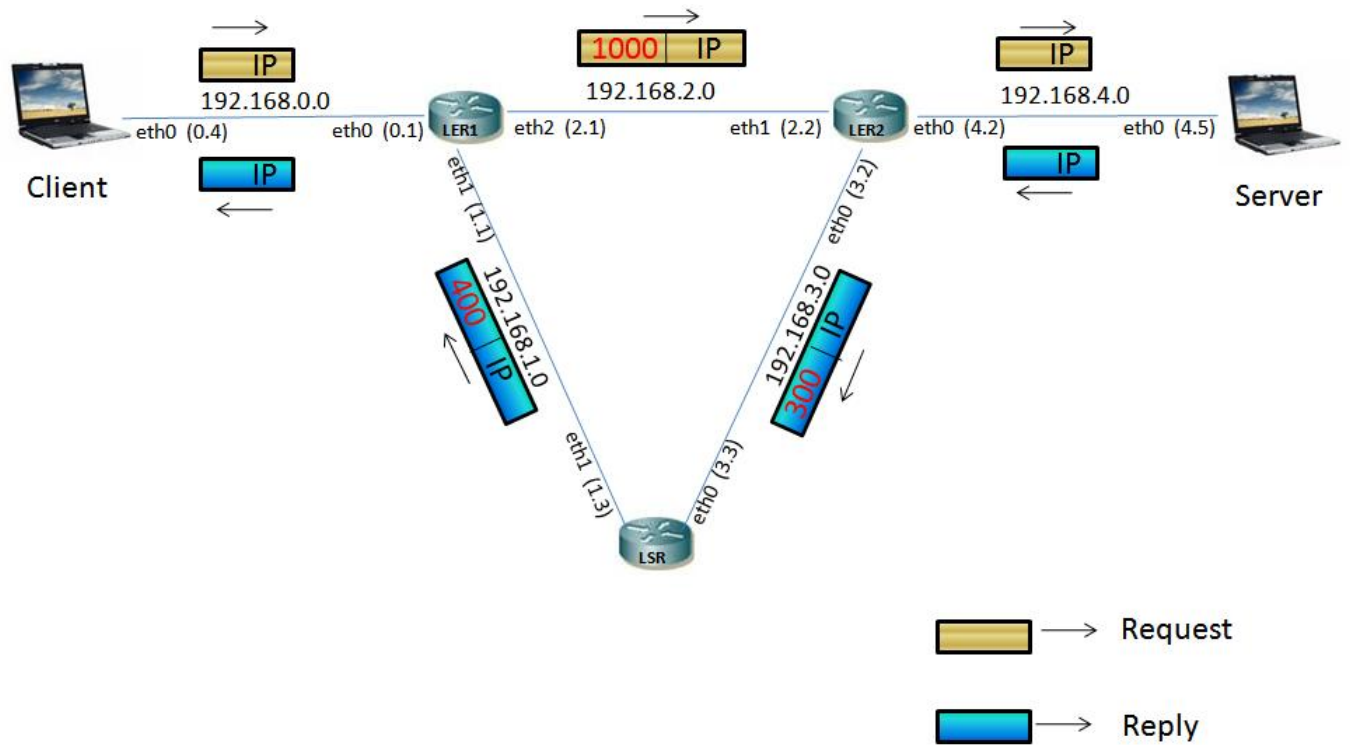 IP
1000 IP
IP
192.168.0.0
192.168.2.0
192.168.4.0
eth0 (0.4)
eth0 (0.1)
LER1
eth2 (2.1)
eth1 (2.2)
LER2
eth0 (4.2)
eth0 (4.5)
IP
IP
Client
Server
eth1 (1.1)
eth0 (3.2)
400 IP
192.168.1.0
192.168.3.0
300 IP
eth1 (1.3)
eth0 (3.3)
LSR
Request
Reply